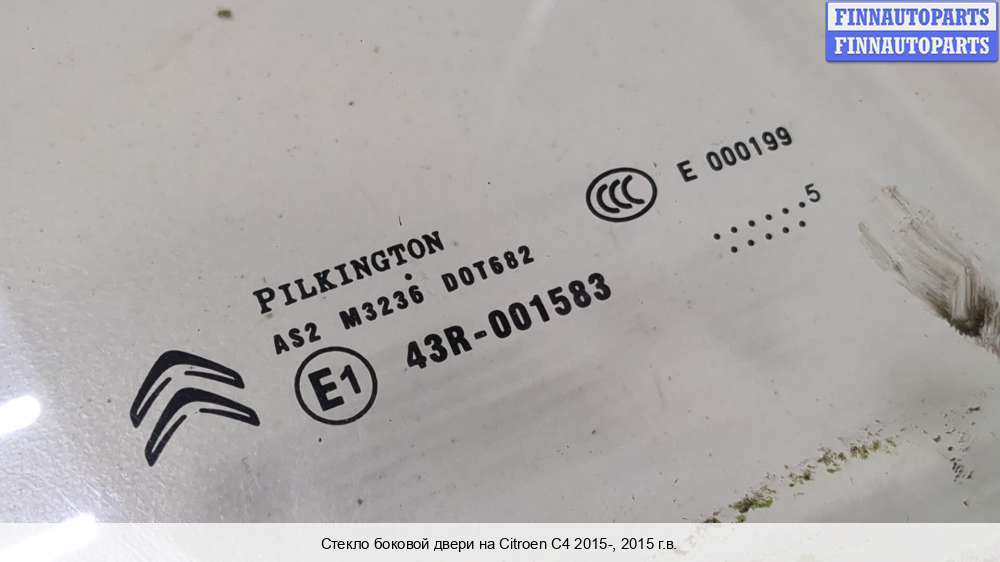 FINNAUTOPARTS
FINNAUTOPARTS
CCC E 000199
5
PILKINGTON
AS2 M3236 DOT682
E1 43R-001583
Стекло боковой двери на Citroen C4 2015-, 2015 г.в.